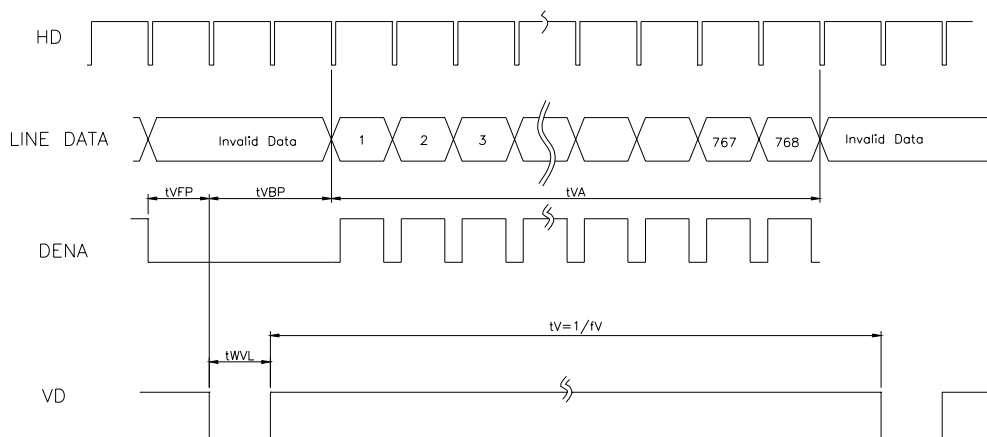 HD
LINE DATA
Invalid Data
1
2
3
767
768
Invalid Data
tVFP
tVBP
tVA
DENA
tV=1/fV
tWVL
VD